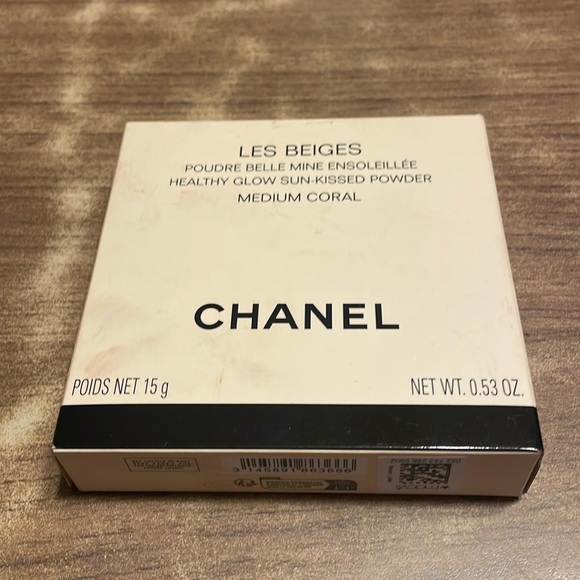 LES BEIGES
POUDRE BELLE MINE ENSOLEILLÉE
HEALTHY GLOW SUN-KISSED POWDER
MEDIUM CORAL
CHANEL
POIDS NET 15 g
NET WT. 0.53 OZ.